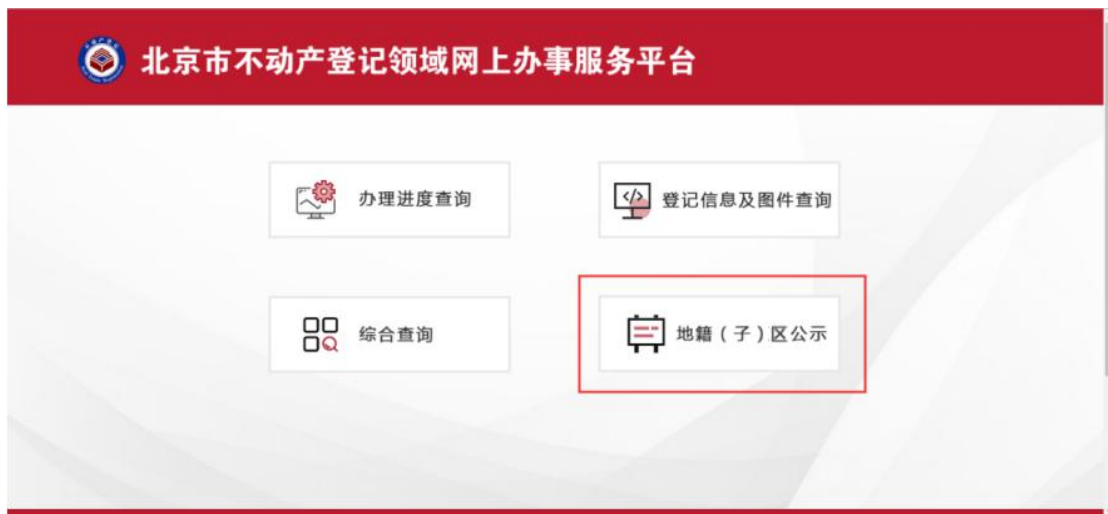 北京市不动产登记领域网上办事服务平台
办理进度查询
登记信息及图件查询
综合查询
地籍（子）区公示